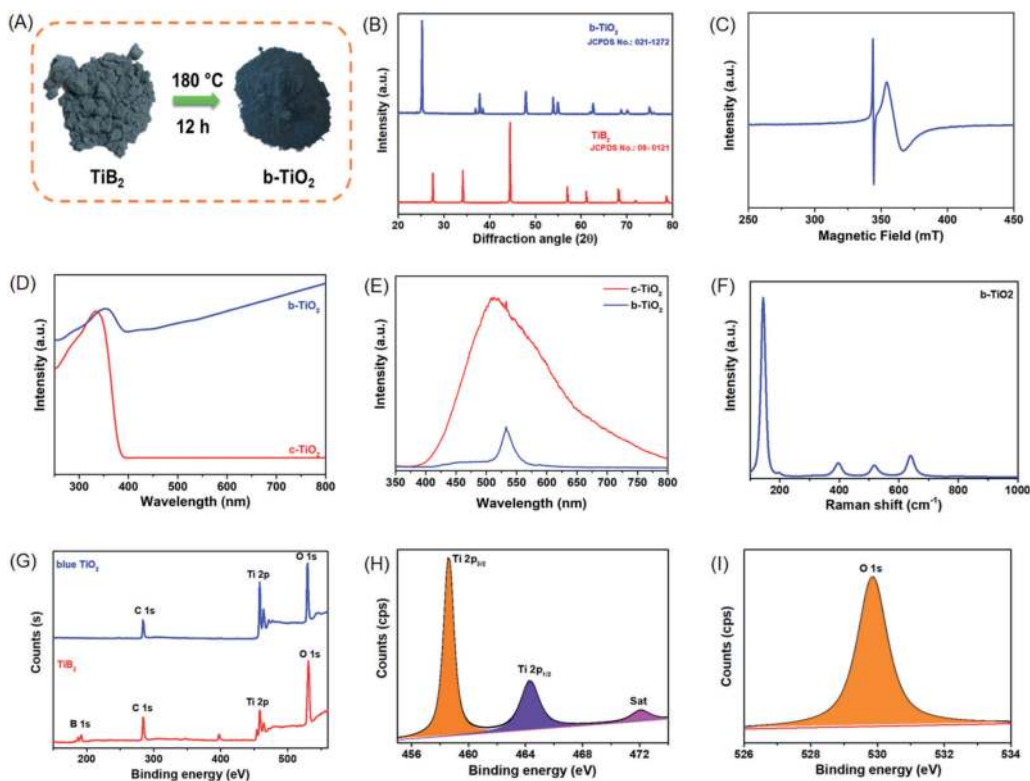 (A)
180 °C
12 h
TiB2
b-TiO2
(B)
b-TiO2
JCPDS No.: 021-1272
TiB2
JCPDS No.: 08- 0121
Intensity (a.u.)
20 30 40 50 60 70 80
Diffraction angle (2θ)
(C)
Intensity (a.u.)
250 300 350 400 450
Magnetic Field (mT)
(D)
b-TiO2
c-TiO2
Intensity (a.u.)
300 400 500 600 700 800
Wavelength (nm)
(E)
c-TiO2
b-TiO2
Intensity (a.u.)
350 400 450 500 550 600 650 700 750 800
Wavelength (nm)
(F)
b-TiO2
Intensity (a.u.)
200 400 600 800 1000
Raman shift (cm-1)
(G)
blue TiO2
C 1s
Ti 2p
O 1s
TiB2
B 1s
C 1s
Ti 2p
O 1s
Counts (s)
200 300 400 500
Binding energy (eV)
(H)
Ti 2p3/2
Ti 2p1/2
Sat
Counts (cps)
456 460 464 468 472
Binding energy (eV)
(I)
O 1s
Counts (cps)
526 528 530 532 534
Binding energy (eV)